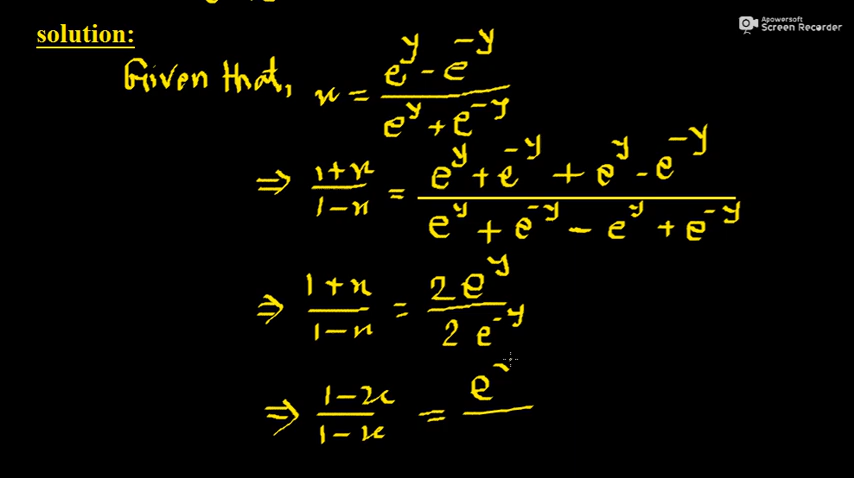 Apowersoft
Screen Recorder
solution:
Given that, x = (e^y - e^-y)/(e^y + e^-y)
⇒ (1+x)/(1-x) = (e^y + e^-y + e^y - e^-y)/(e^y + e^-y - e^y + e^-y)
⇒ (1+x)/(1-x) = 2e^y/2e^-y
⇒ (1-x)/(1-x) = e